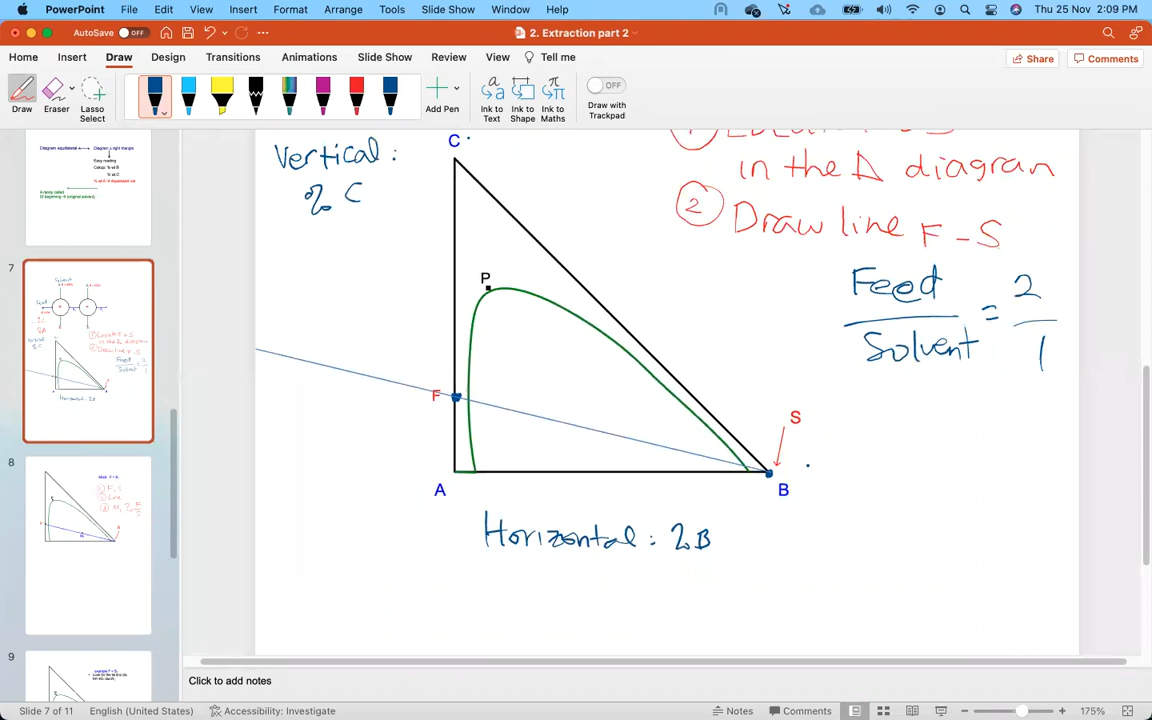 PowerPoint File Edit View Insert Format Arrange Tools Slide Show Window Help Thu 25 Nov 2:09 PM
AutoSave OFF 2. Extraction part 2
Home Insert Draw Design Transitions Animations Slide Show Review View Tell me Share Comments
Draw Eraser Lasso Select Add Pen Ink to Text Ink to Shape Ink to Maths OFF Draw with Trackpad
7
8
9
C
Vertical :
% C
in the Δ diagram
2 Draw line F - S
P
Feed
Solvent
= 2
1
F
S
A
B
Horizontal : % B
Click to add notes
Slide 7 of 11 English (United States) Accessibility: Investigate Notes Comments 175%